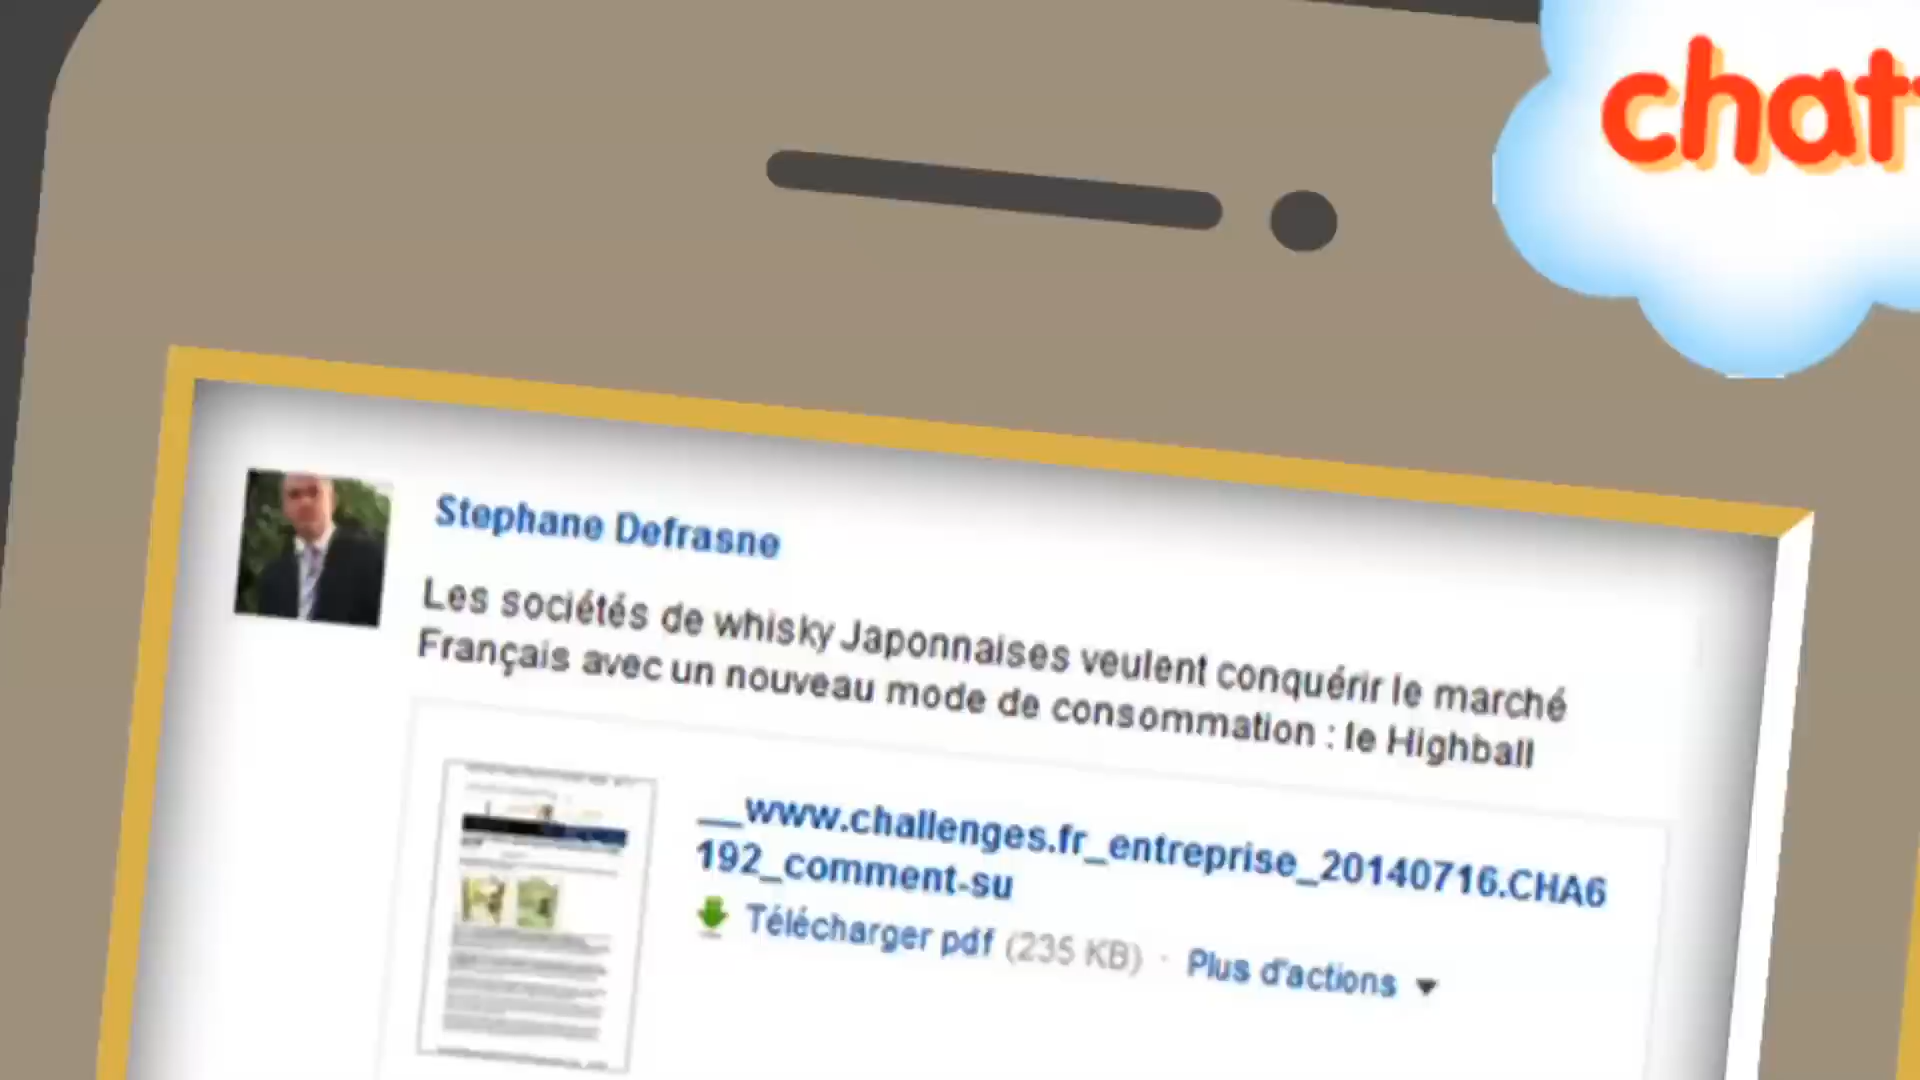 chat
Stephane Defrasne
Les sociétés de whisky Japonnaises veulent conquérir le marché
Français avec un nouveau mode de consommation : le Highball
__www.challenges.fr_entreprise_20140716.CHA6
192_comment-su
Télécharger pdf (235 KB) · Plus d'actions